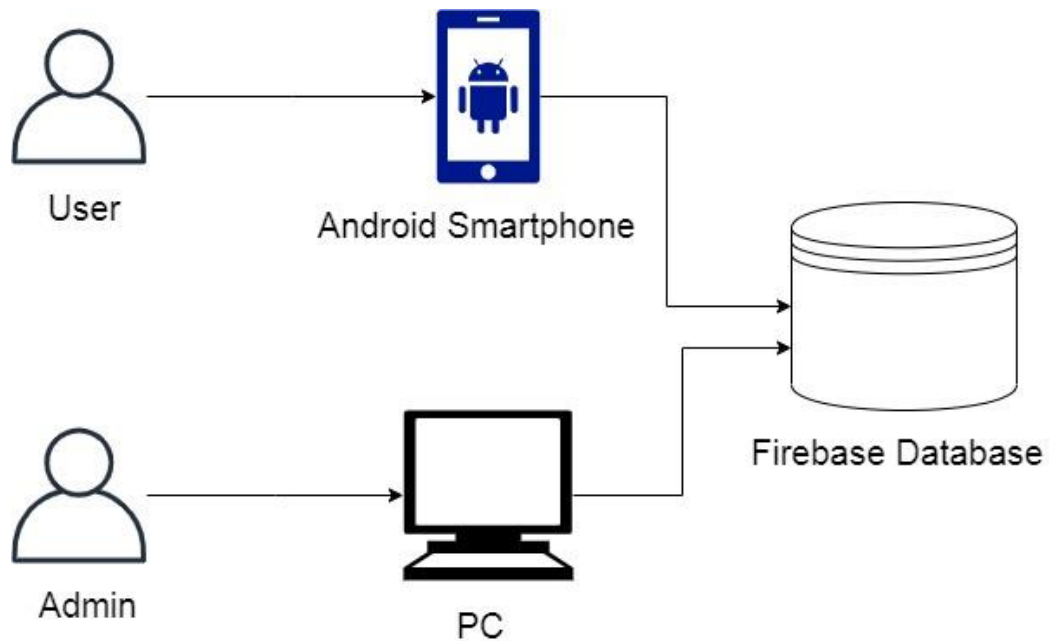 User
Android Smartphone
Firebase Database
Admin
PC